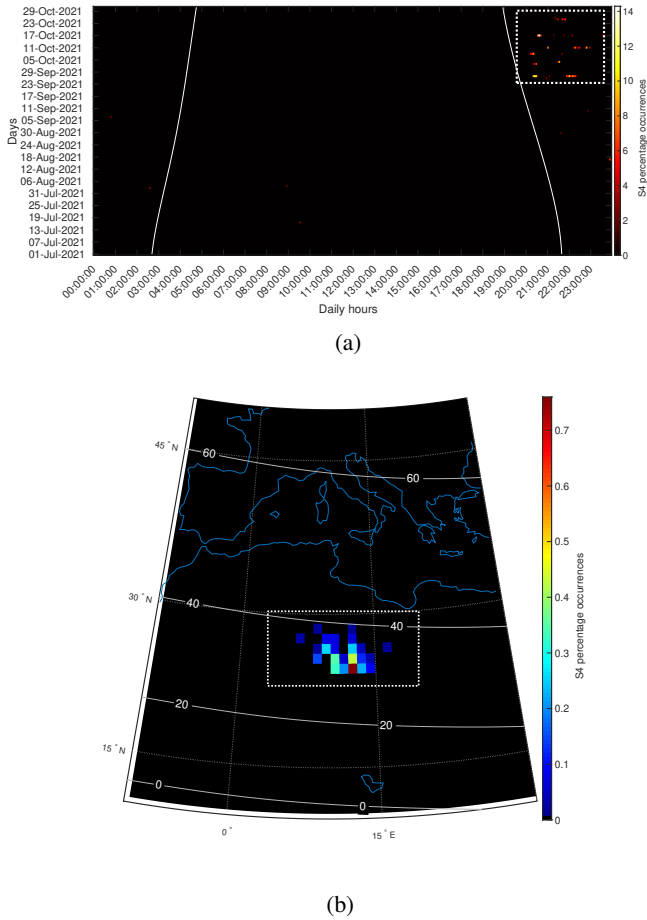 29-Oct-2021
23-Oct-2021
17-Oct-2021
11-Oct-2021
05-Oct-2021
29-Sep-2021
23-Sep-2021
17-Sep-2021
11-Sep-2021
05-Sep-2021
30-Aug-2021
24-Aug-2021
18-Aug-2021
12-Aug-2021
06-Aug-2021
31-Jul-2021
25-Jul-2021
19-Jul-2021
13-Jul-2021
07-Jul-2021
01-Jul-2021
Days
00:00:00 01:00:00 02:00:00 03:00:00 04:00:00 05:00:00 06:00:00 07:00:00 08:00:00 09:00:00 10:00:00 11:00:00 12:00:00 13:00:00 14:00:00 15:00:00 16:00:00 17:00:00 18:00:00 19:00:00 20:00:00 21:00:00 22:00:00 23:00:00
Daily hours
14
12
10
8
6
4
2
0
S4 percentage occurrences
(a)
45°N
30°N
15°N
60 60
40 40
20 20
0 0
0° 15°E
0.7
0.6
0.5
0.4
0.3
0.2
0.1
0
S4 percentage occurrences
(b)